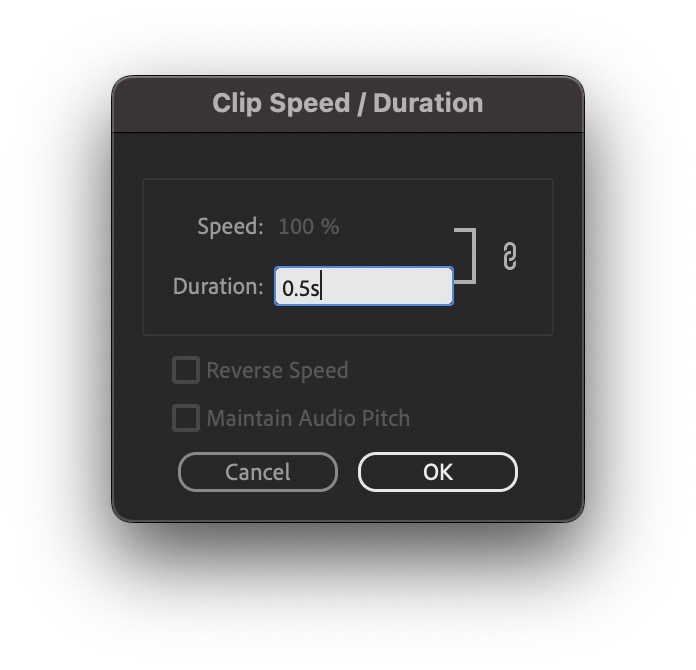 Clip Speed / Duration
Speed: 100 %
Duration: 0.5s
Reverse Speed
Maintain Audio Pitch
Cancel OK